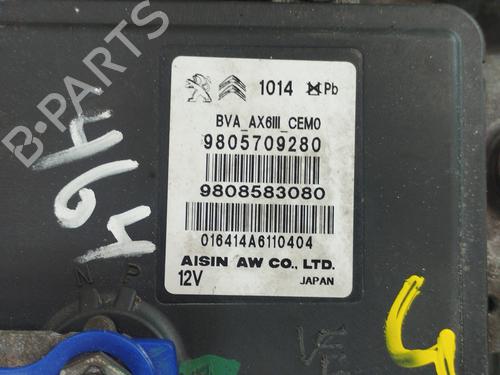 B-PARTS
1014 Pb
BVA_AX6III_CEMO
9805709280
9808583080
016414A6110404
AISIN AW CO., LTD.
12V
JAPAN
N P